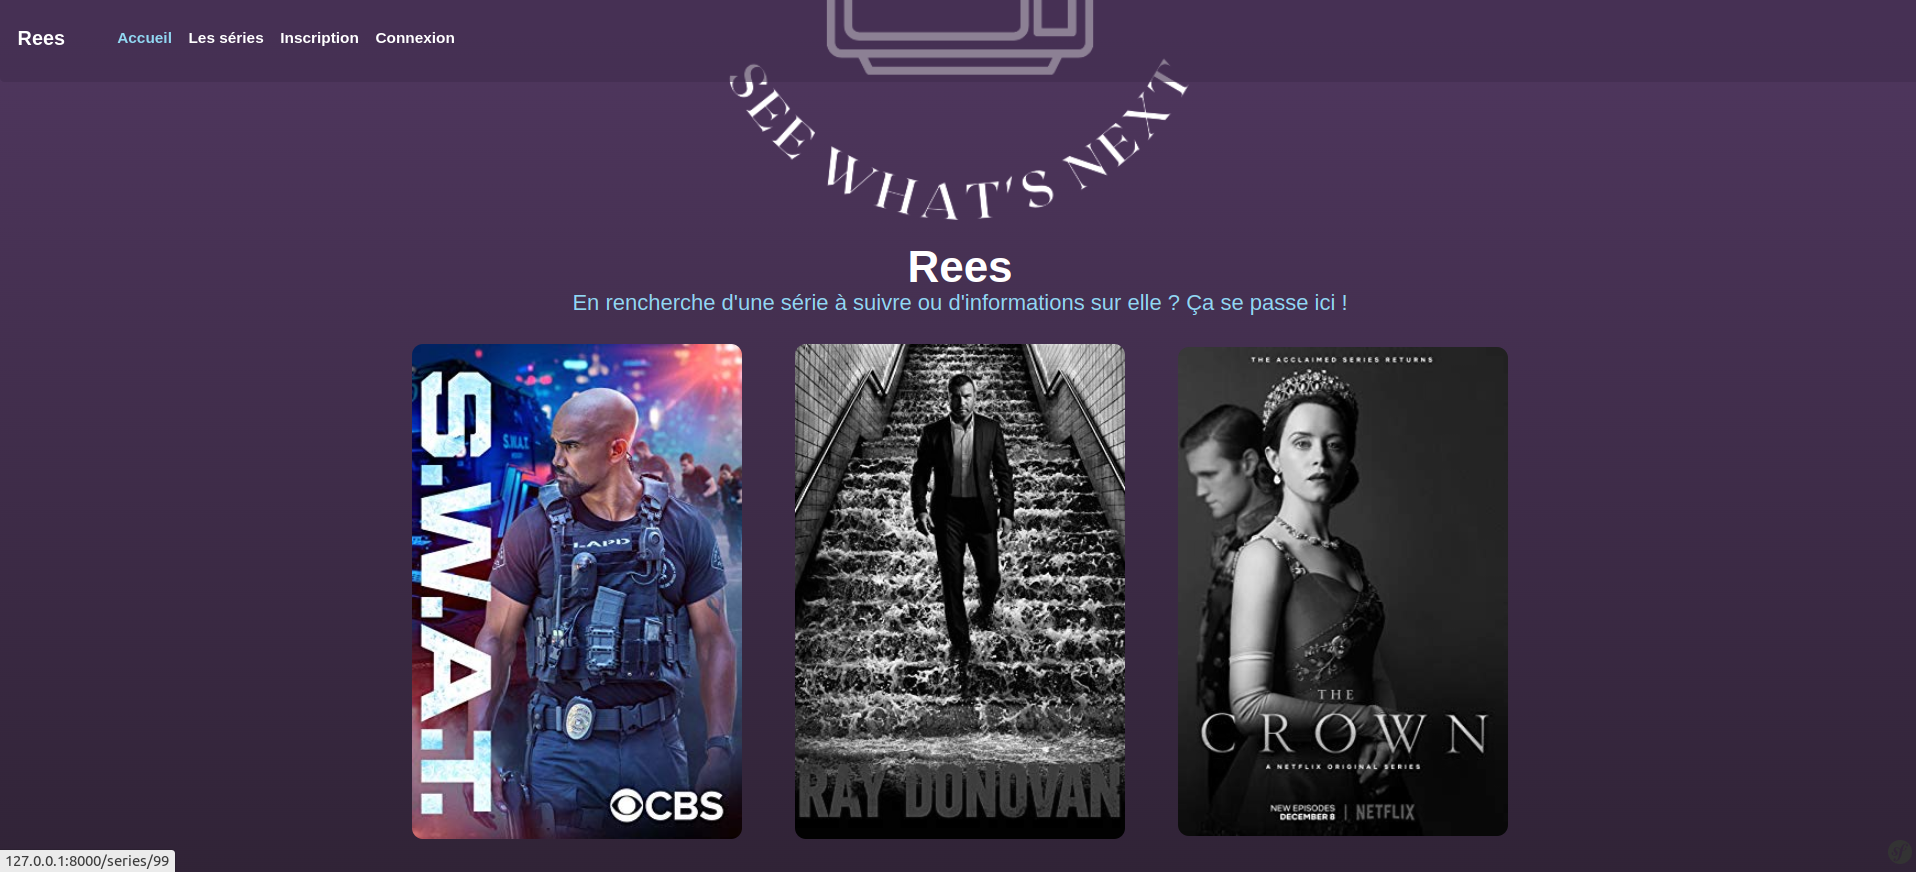 Rees
Accueil Les séries Inscription Connexion
SEE WHAT'S NEXT
Rees
En rencherche d'une série à suivre ou d'informations sur elle ? Ça se passe ici !
S.W.A.T.
S.W.A.T.
LAPD
CBS
RAY DONOVAN
THE ACCLAIMED SERIES RETURNS
THE
CROWN
A NETFLIX ORIGINAL SERIES
NEW EPISODES
DECEMBER 8
NETFLIX
127.0.0.1:8000/series/99